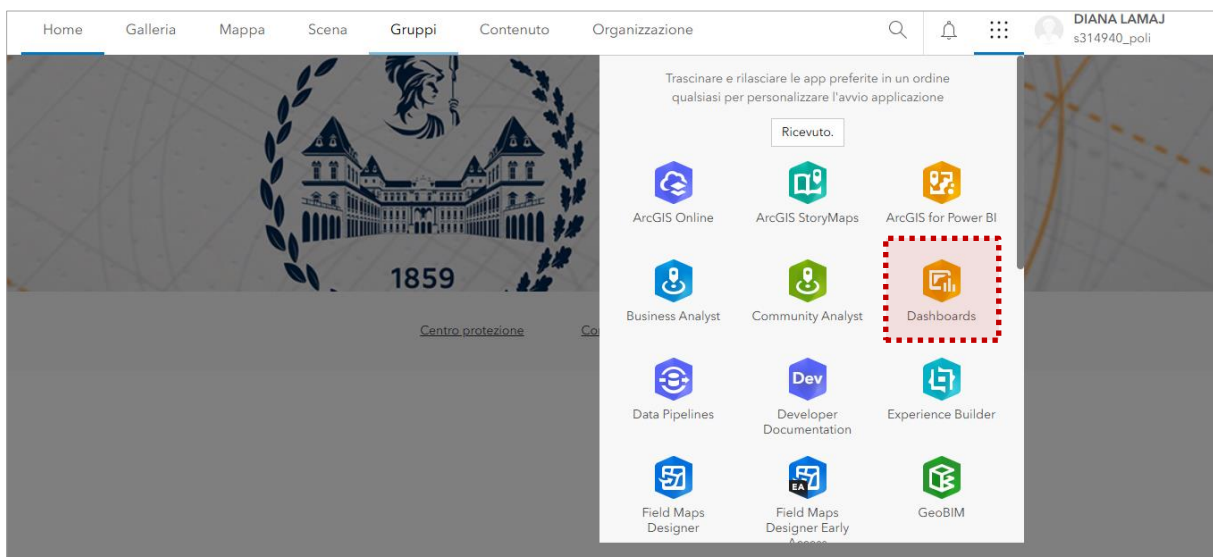 Home Galleria Mappa Scena Gruppi Contenuto Organizzazione DIANA LAMAJ
s314940_poli
Trascinare e rilasciare le app preferite in un ordine
qualsiasi per personalizzare l'avvio applicazione
Ricevuto.
ArcGIS Online ArcGIS StoryMaps ArcGIS for Power BI
1859
Business Analyst Community Analyst Dashboards
Centro protezione Co
Dev
Data Pipelines Developer Experience Builder
Documentation
EA
Field Maps Field Maps GeoBIM
Designer Designer Early
Access